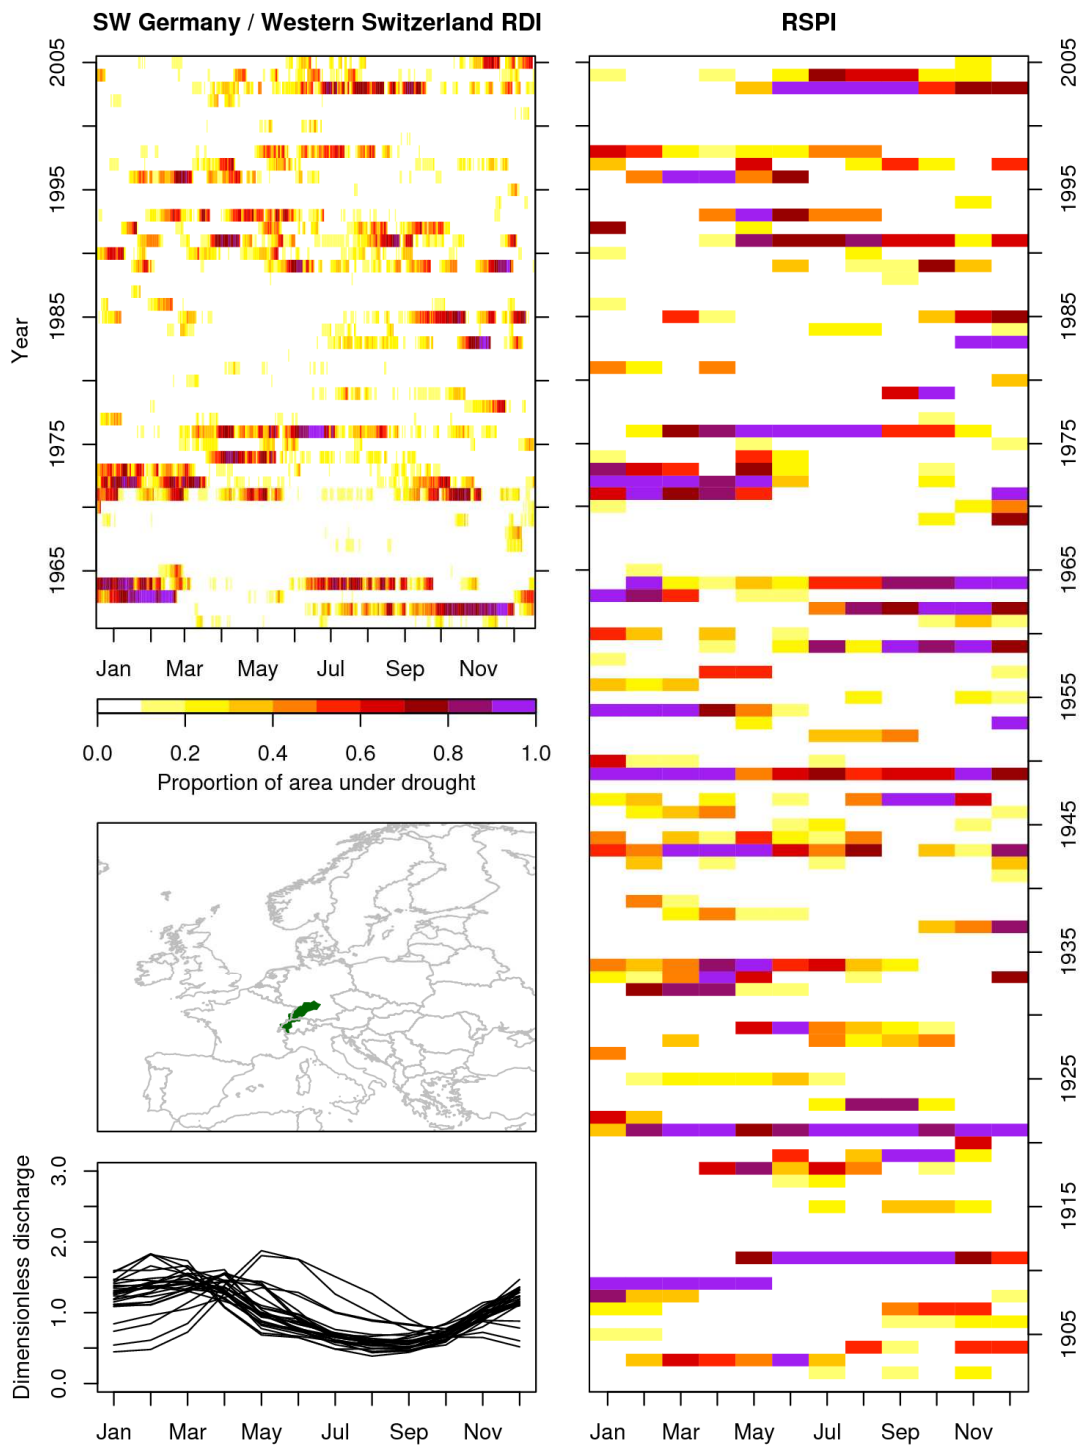 SW Germany / Western Switzerland RDI
RSPI
Year
2005
1995
1985
1975
1965
Jan Mar May Jul Sep Nov
0.0 0.2 0.4 0.6 0.8 1.0
Proportion of area under drought
Dimensionless discharge
3.0
2.0
1.0
0.0
Jan Mar May Jul Sep Nov
2005
1995
1985
1975
1965
1955
1945
1935
1925
1915
1905
Jan Mar May Jul Sep Nov